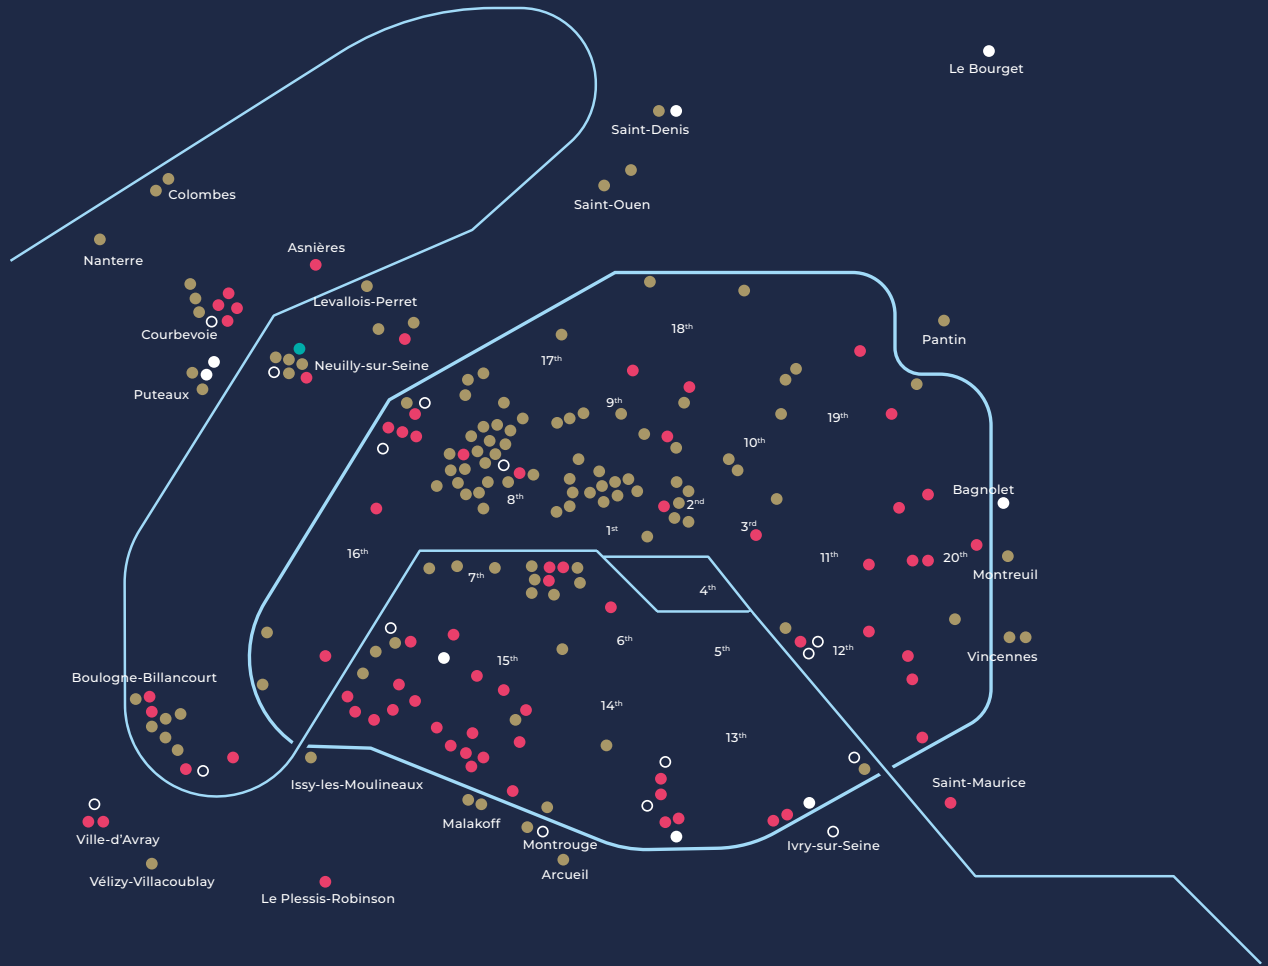 Le Bourget
Saint-Denis
Colombes
Saint-Ouen
Asnières
Nanterre
Levallois-Perret
18th
Courbevoie
Pantin
17th
Neuilly-sur-Seine
Puteaux
9th
19th
10th
Bagnolet
8th
2nd
1st
3rd
16th
11th
20th
7th
Montreuil
4th
6th
5th
12th
15th
Vincennes
Boulogne-Billancourt
14th
13th
Issy-les-Moulineaux
Saint-Maurice
Malakoff
Ville-d’Avray
Montrouge
Ivry-sur-Seine
Arcueil
Vélizy-Villacoublay
Le Plessis-Robinson